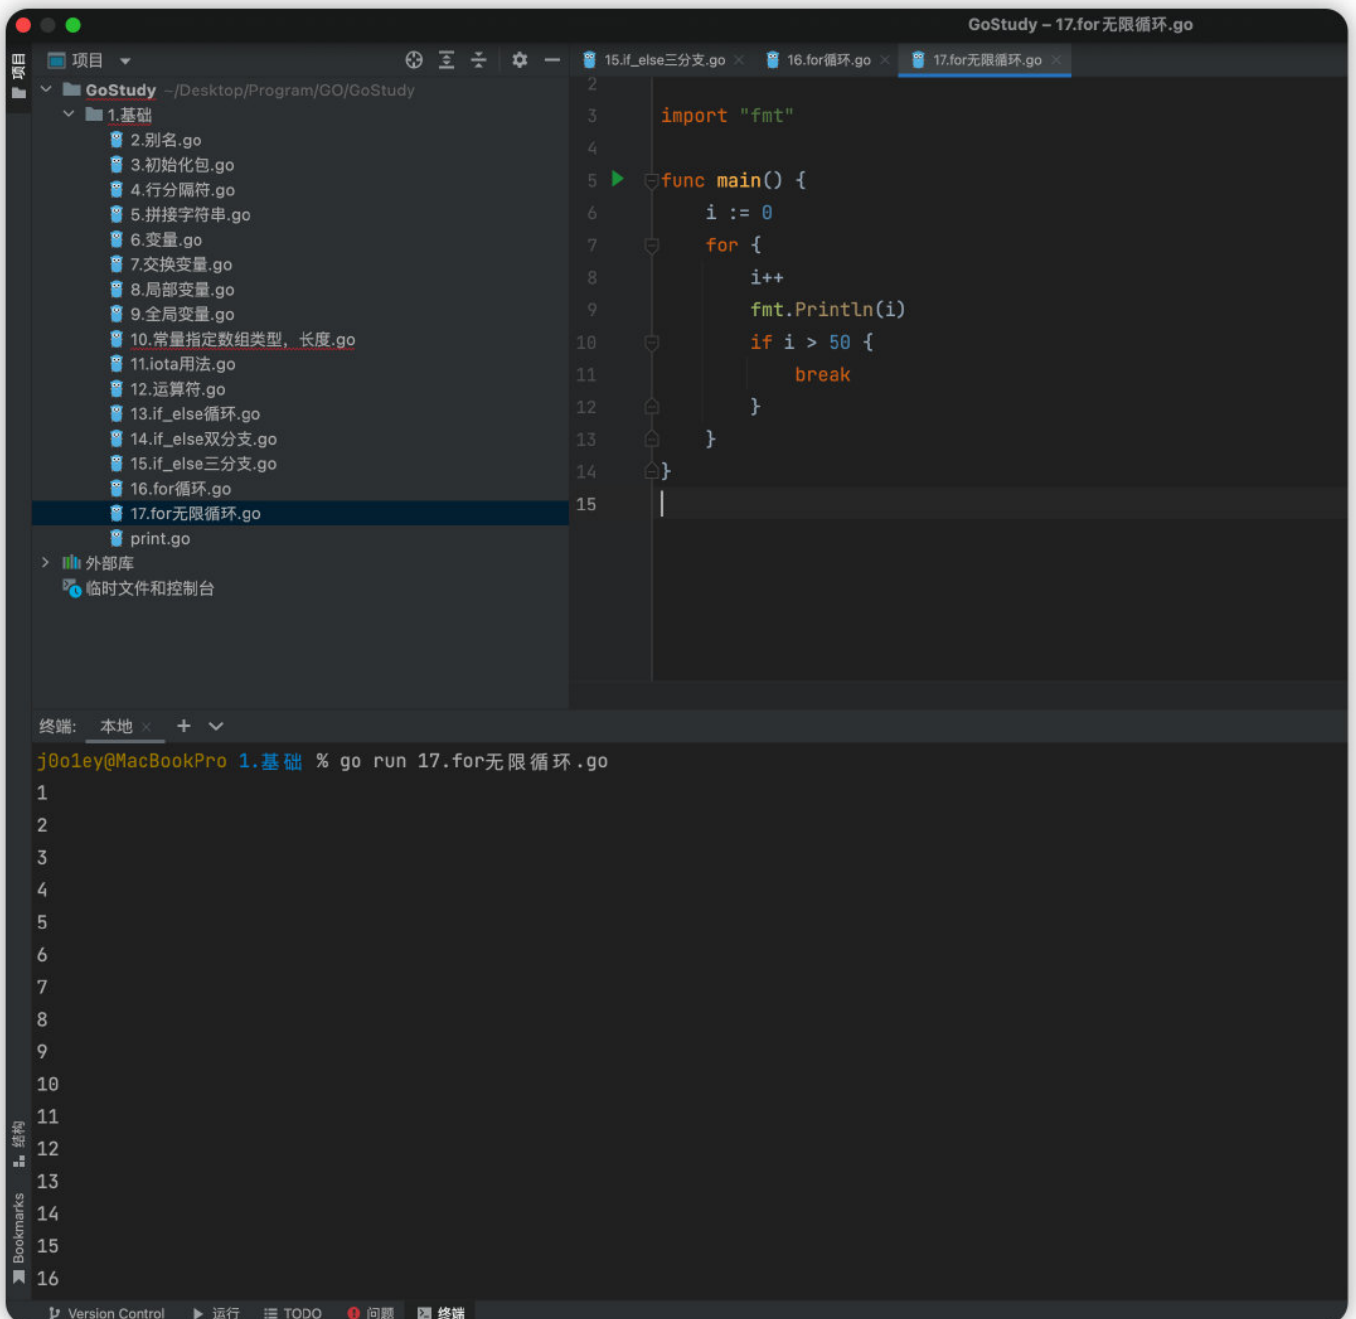 GoStudy – 17.for无限循环.go
项目
项目
15.if_else三分支.go
16.for循环.go
17.for无限循环.go
GoStudy ~/Desktop/Program/GO/GoStudy
1.基础
2.别名.go
3.初始化包.go
4.行分隔符.go
5.拼接字符串.go
6.变量.go
7.交换变量.go
8.局部变量.go
9.全局变量.go
10.常量指定数组类型，长度.go
11.iota用法.go
12.运算符.go
13.if_else循环.go
14.if_else双分支.go
15.if_else三分支.go
16.for循环.go
17.for无限循环.go
print.go
外部库
临时文件和控制台
2
3 import "fmt"
4
5 func main() {
6 i := 0
7 for {
8 i++
9 fmt.Println(i)
10 if i > 50 {
11 break
12 }
13 }
14 }
15
终端: 本地
j0o1ey@MacBookPro 1.基础 % go run 17.for无限循环.go
1
2
3
4
5
6
7
8
9
10
11
12
13
14
15
16
结构
Bookmarks
Version Control 运行 TODO 问题 终端